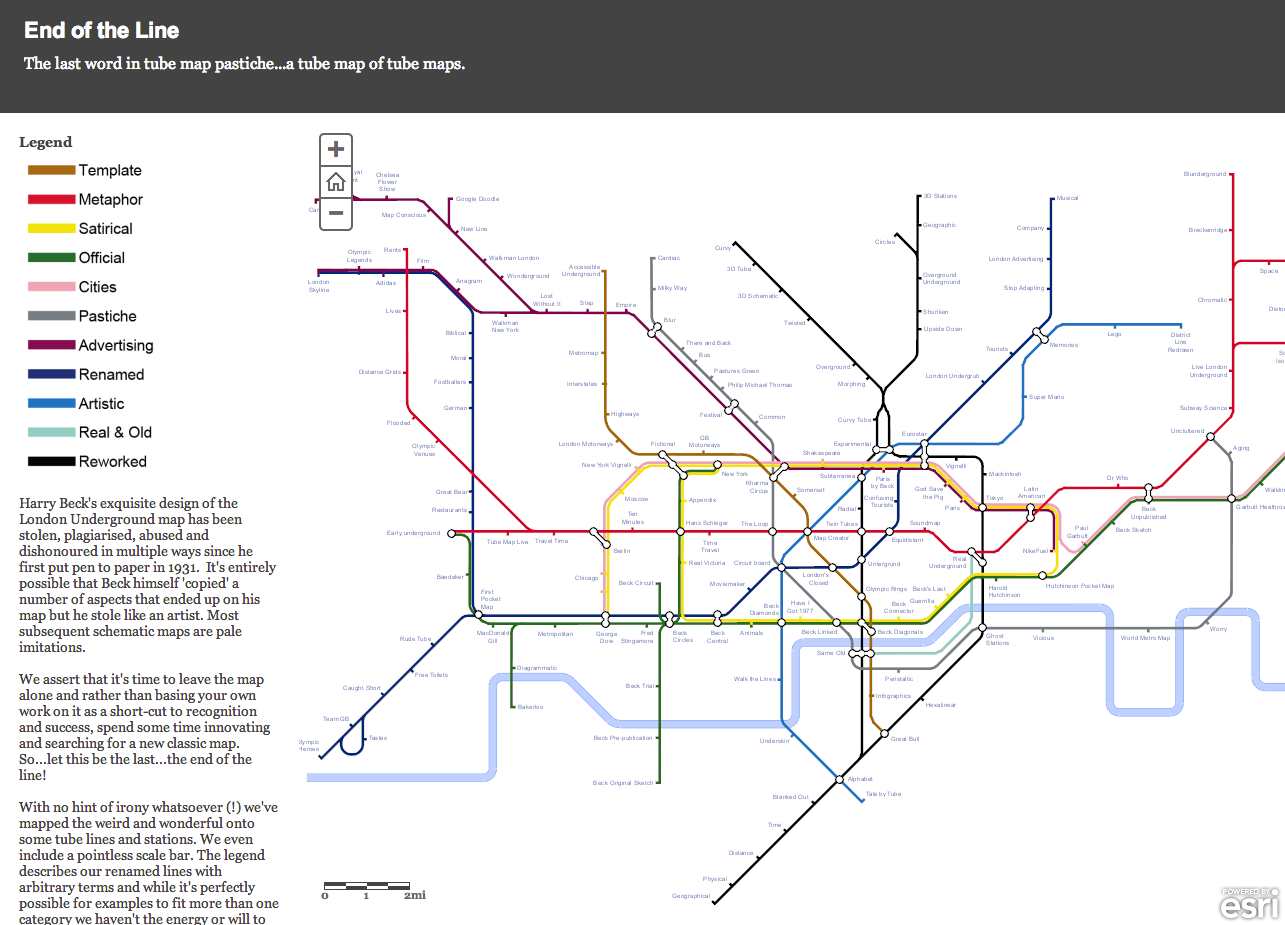 End of the Line
The last word in tube map pastiche...a tube map of tube maps.
Legend
Template
Metaphor
Satirical
Official
Cities
Pastiche
Advertising
Renamed
Artistic
Real & Old
Reworked
Harry Beck's exquisite design of the
London Underground map has been
stolen, plagiarised, abused and
dishonoured in multiple ways since he
first put pen to paper in 1931. It's entirely
possible that Beck himself 'copied' a
number of aspects that ended up on his
map but he stole like an artist. Most
subsequent schematic maps are pale
imitations.
We assert that it's time to leave the map
alone and rather than basing your own
work on it as a short-cut to recognition
and success, spend some time innovating
and searching for a new classic map.
So...let this be the last...the end of the
line!
With no hint of irony whatsoever (!) we've
mapped the weird and wonderful onto
some tube lines and stations. We even
include a pointless scale bar. The legend
describes our renamed lines with
arbitrary terms and while it's perfectly
possible for examples to fit more than one
category we haven't the energy or will to
Chelsea
Flower
Show
Map Conscious
Google Doodle
New Line
Walkman London
Wonderground
Lost
Without It
Step
Empire
Walkman
New York
Anagram
Film
Olympic
Legends
Adidas
London
Skyline
Rents
Lives
Distance Grids
Flooded
Olympic
Venues
Biblical
Moral
Footballers
German
Great Bear
Restaurants
Early underground
Baedeker
Tube Map Live
Travel Time
First
Pocket
Map
Accessible
Underground
Metromap
Interstates
Highways
London Motorways
Fictional
GB
Motorways
New York Vignelli
New York
Moscow
Ten
Minutes
Berlin
Chicago
Appendix
Hans Schleger
Time
Travel
Real Victoria
Beck Circuit
Moviemaker
Circuit board
The Loop
Kharma
Circus
Cardiac
Milky Way
Blur
There and Back
Bus
Pastures Green
Philip Michael Thomas
Festival
Common
Shakespeare
Subterranea
Somerset
Map Creator
Twin Tubes
Radial
Confusing
Tourists
Paris
by Beck
Experimental
Eurostar
Curvy
3D Tube
3D Schematic
Twisted
Overground
Morphing
Curvy Tube
Circles
3D Stations
Geographic
Overground
Underground
Shuriken
Upside Down
Musical
Company
London Advertising
Stop Adapting
Tourists
Memories
Lego
District
Line
Redrawn
London Undergrub
Super Mario
Vignelli
Mackintosh
God Save
the Pig
Paris
Tokyo
Latin
American
NikeFuel
Soundmap
Equidistant
Real
Underground
Unterground
London's
Closed
Olympic Rings
Beck's Last
Guerrilla
Beck
Connector
Harold
Hutchinson
Hutchinson Pocket Map
Paul
Garbutt
Beck Sketch
Beck
Unpublished
Dr Who
Garbutt Heathrow
Uncluttered
Aging
Blunderground
Breckenridge
Space
Chromatic
Live London
Underground
Subway Science
MacDonald
Gill
Metropolitan
George
Dow
Fred
Stingemore
Beck
Circles
Beck
Central
Animals
Beck
Diamonds
Have I
Got 1977
Beck Linked
Beck Diagonals
Same Old
Peristaltic
Ghost
Stations
Vicious
World Metro Map
Worry
Rude Tube
Free Toilets
Caught Short
Team GB
Tastes
Diagrammatic
Bakerloo
Beck Trial
Beck Pre-publication
Beck Original Sketch
Walk the Lines
Underskin
Infographics
Hexalinear
Great Bull
Alphabet
Tate by Tube
Blanked Out
Time
Distance
Physical
Geographical
0 1 2mi
POWERED BY
esri